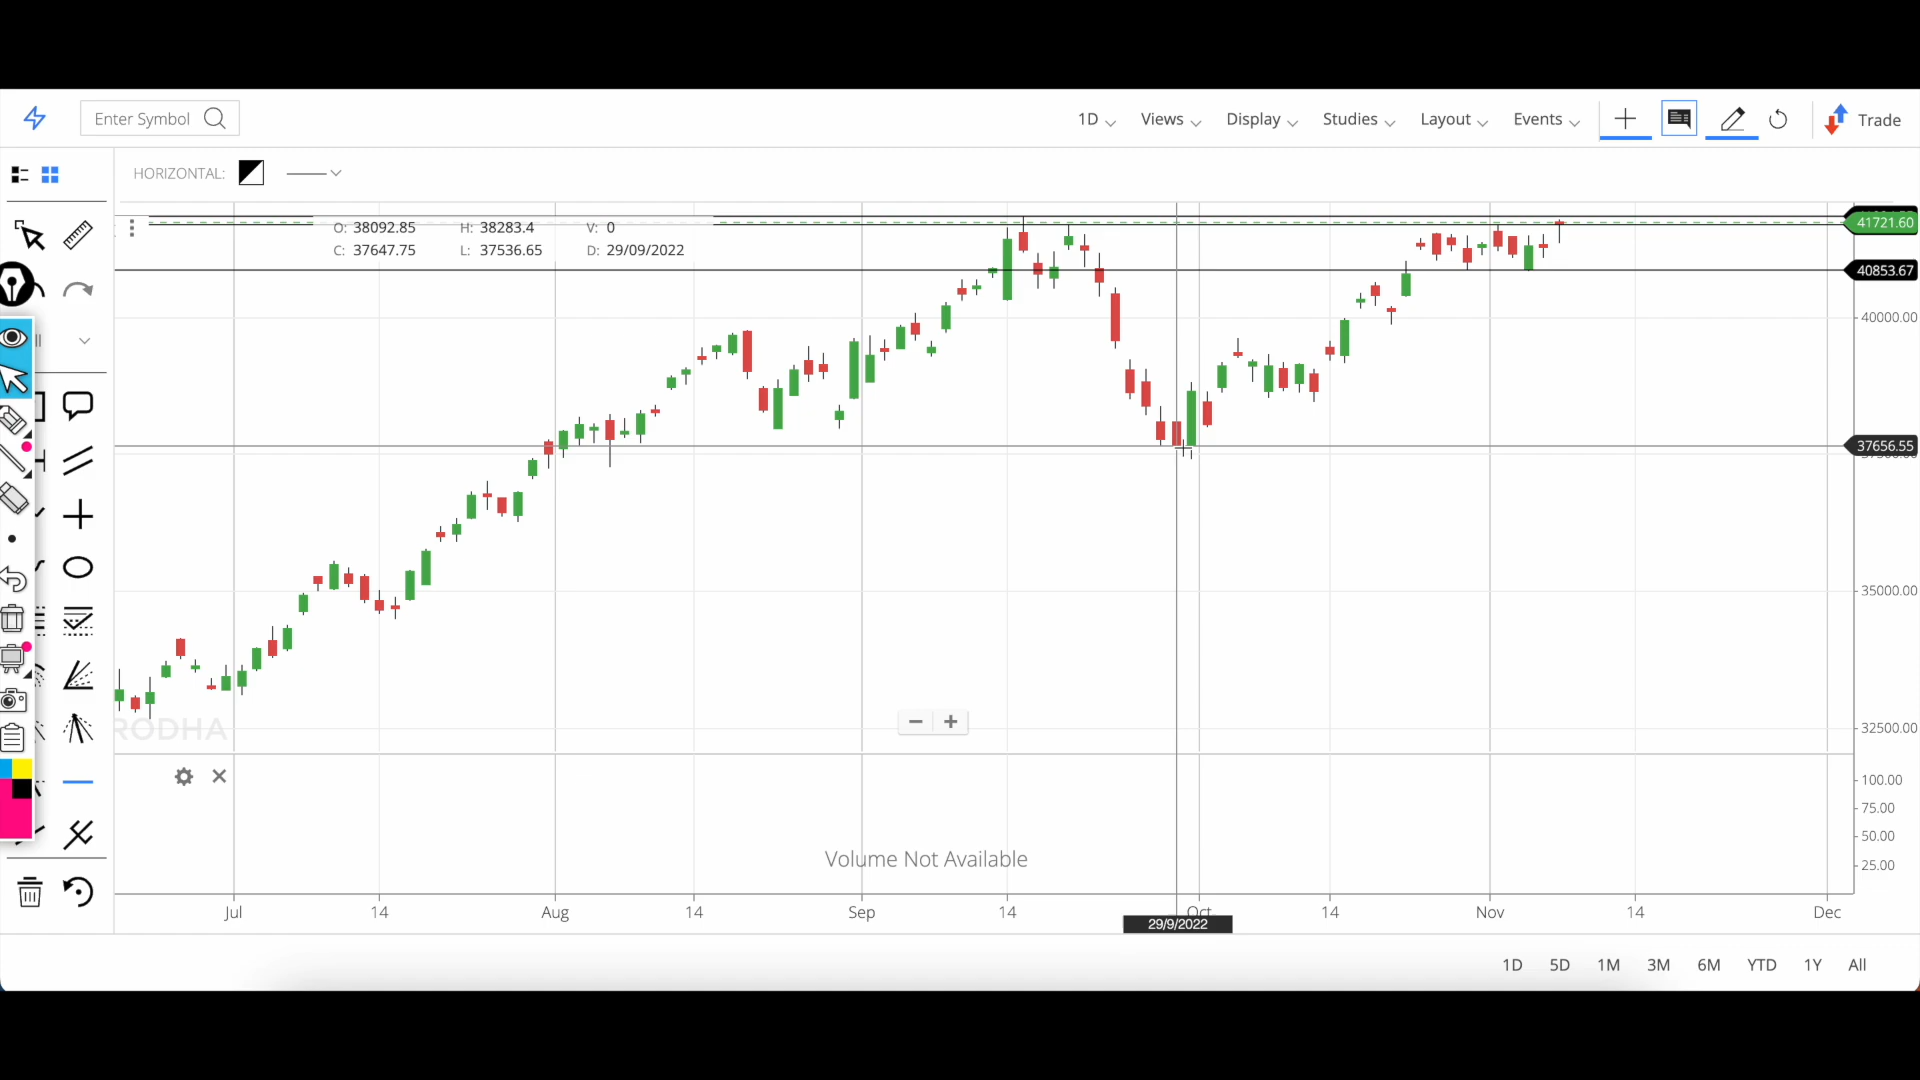 Enter Symbol
1D Views Display Studies Layout Events Trade
HORIZONTAL:
O: 38092.85 H: 38283.4 V: 0
C: 37647.75 L: 37536.65 D: 29/09/2022
41721.60
40853.67
40000.00
37656.55
35000.00
32500.00
RODHA
100.00
75.00
50.00
25.00
Volume Not Available
Jul 14 Aug 14 Sep 14 Oct 14 Nov 14 Dec
29/9/2022
1D 5D 1M 3M 6M YTD 1Y All